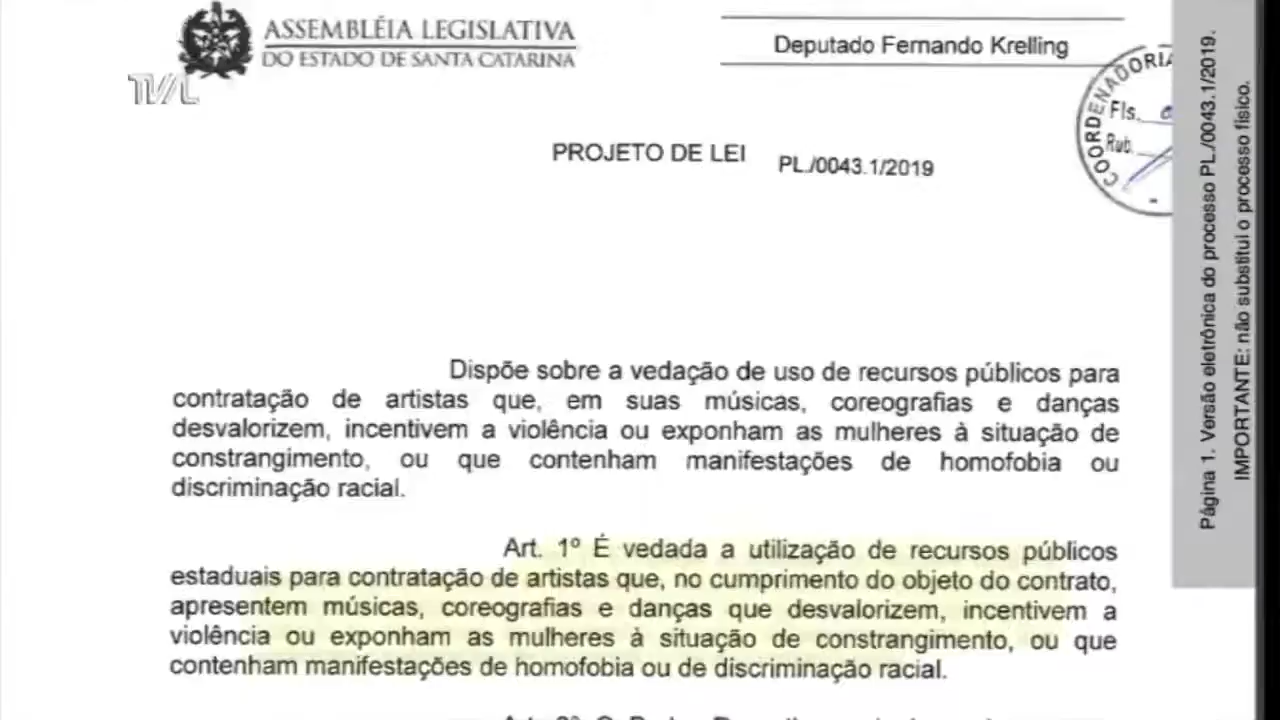 ASSEMBLÉIA LEGISLATIVA
DO ESTADO DE SANTA CATARINA
TVAL
Deputado Fernando Krelling
COORDENADORIA
Fls.
Rub.
PROJETO DE LEI PL./0043.1/2019
Dispõe sobre a vedação de uso de recursos públicos para
contratação de artistas que, em suas músicas, coreografias e danças
desvalorizem, incentivem a violência ou exponham as mulheres à situação de
constrangimento, ou que contenham manifestações de homofobia ou
discriminação racial.
Art. 1º É vedada a utilização de recursos públicos
estaduais para contratação de artistas que, no cumprimento do objeto do contrato,
apresentem músicas, coreografias e danças que desvalorizem, incentivem a
violência ou exponham as mulheres à situação de constrangimento, ou que
contenham manifestações de homofobia ou de discriminação racial.
Página 1. Versão eletrônica do processo PL./0043.1/2019.
IMPORTANTE: não substitui o processo físico.